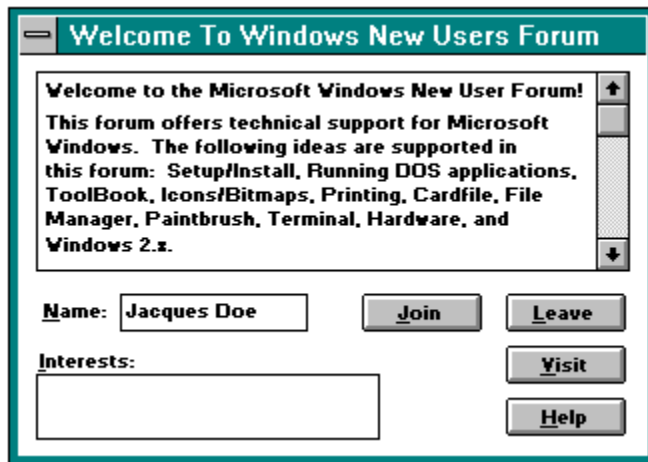 Welcome To Windows New Users Forum
Welcome to the Microsoft Windows New User Forum!
This forum offers technical support for Microsoft
Windows. The following ideas are supported in
this forum: Setup/Install, Running DOS applications,
ToolBook, Icons/Bitmaps, Printing, Cardfile, File
Manager, Paintbrush, Terminal, Hardware, and
Windows 2.x.
Name: Jacques Doe Join Leave
Interests: Visit
Help